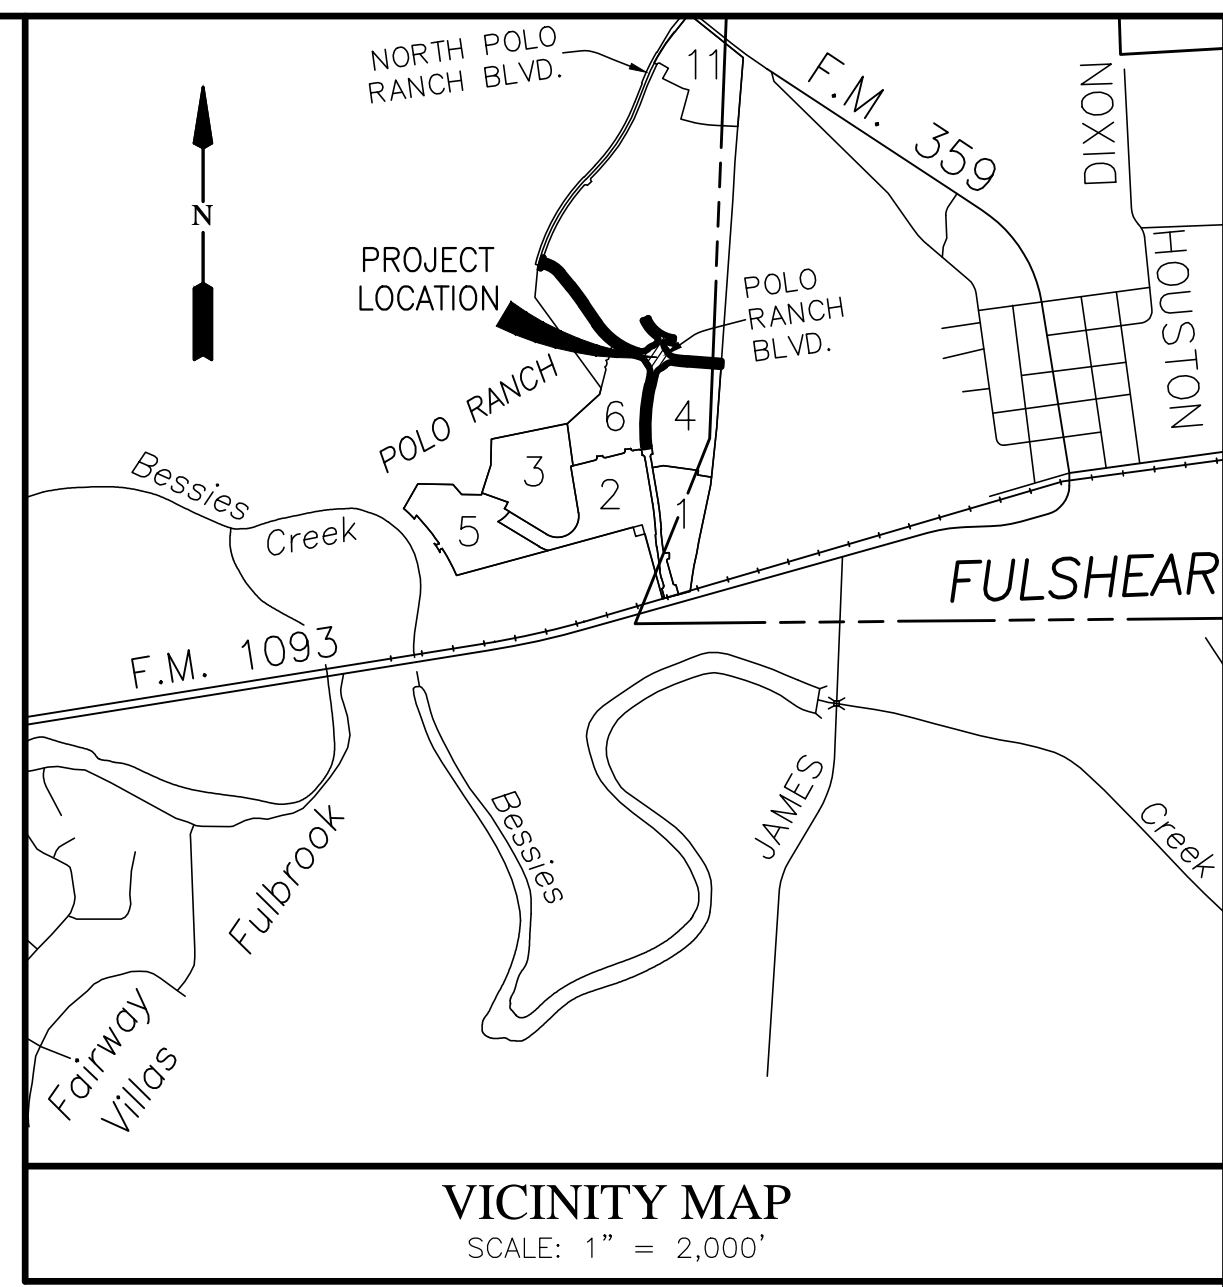 NORTH POLO
RANCH BLVD.
11
F.M. 359
DIXON
N
PROJECT
LOCATION
POLO
RANCH
BLVD.
HOUSTON
POLO RANCH
6
4
3
2
1
5
Bessies
Creek
FULSHEAR
F.M. 1093
JAMES
Bessies
Creek
Fulbrook
Fairway
Villas
VICINITY MAP
SCALE: 1" = 2,000'